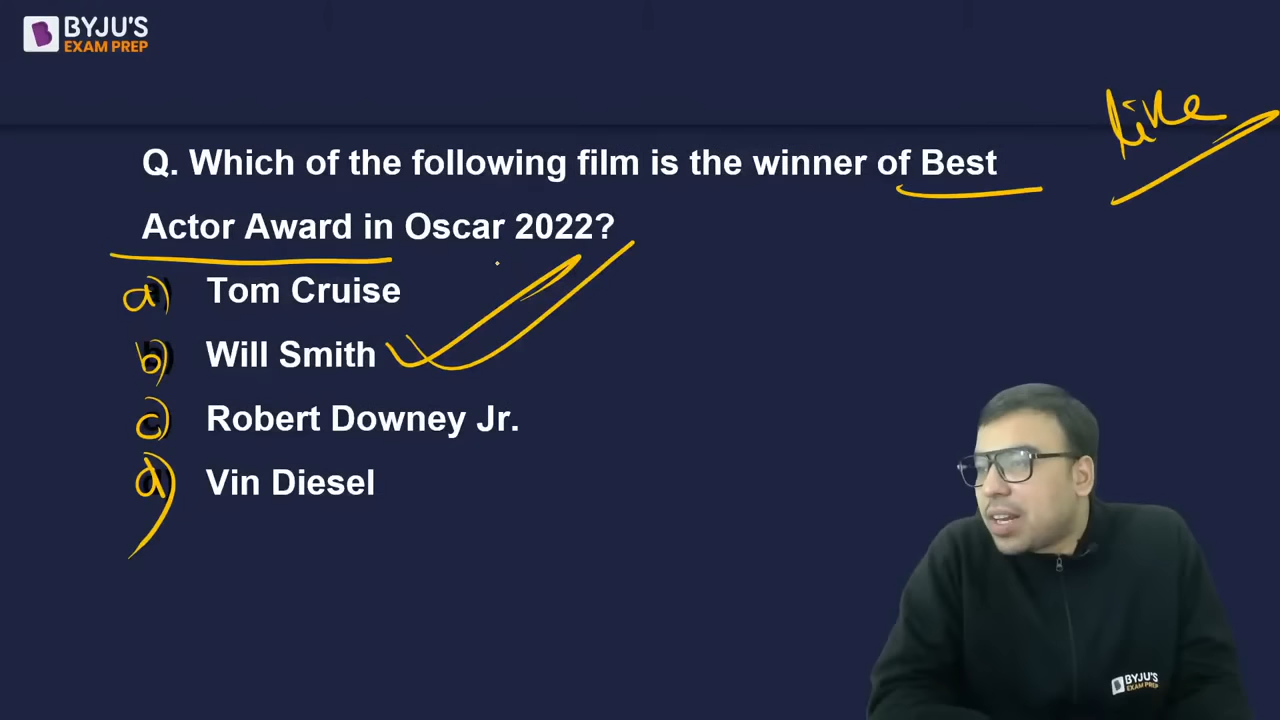 BYJU'S
EXAM PREP
like
Q. Which of the following film is the winner of Best
Actor Award in Oscar 2022?
a) Tom Cruise
b) Will Smith
c) Robert Downey Jr.
d) Vin Diesel
BYJU'S
EXAM PREP